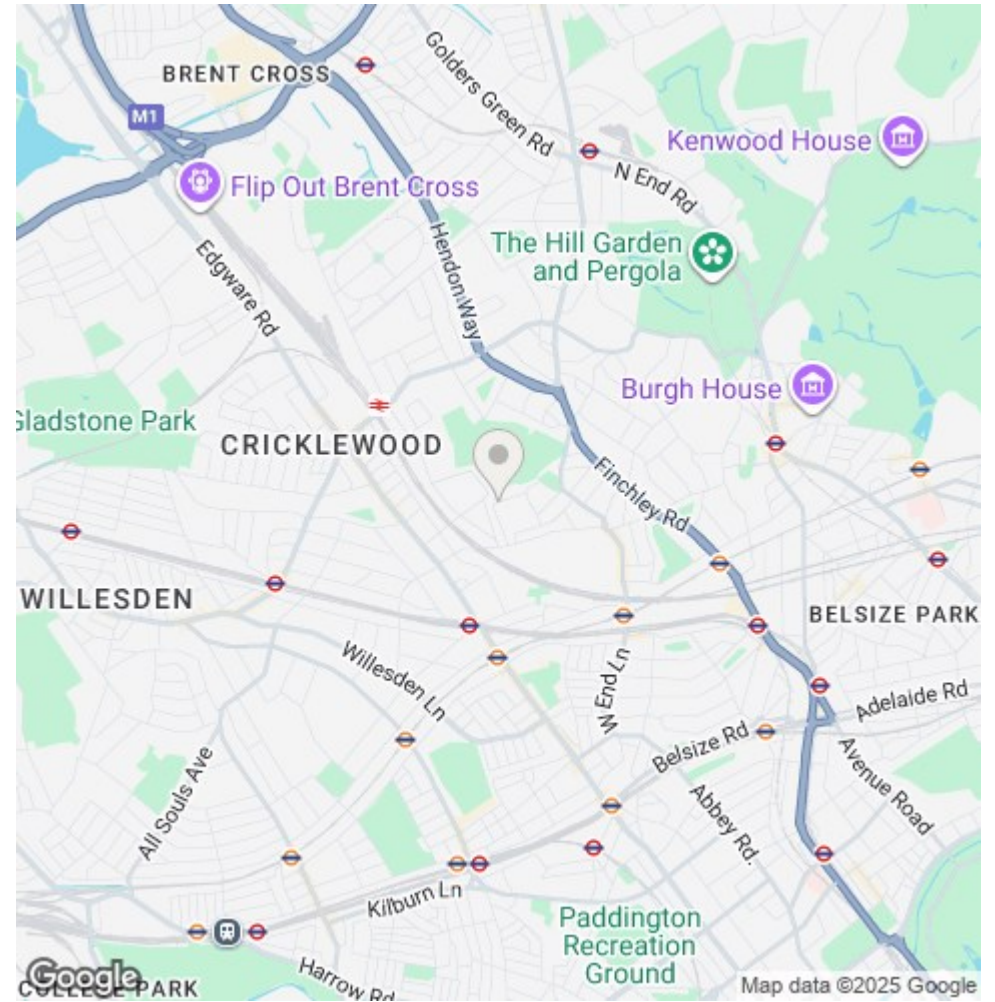 Golders Green Rd
BRENT CROSS
M1
Kenwood House
Flip Out Brent Cross
N End Rd
The Hill Garden
and Pergola
Hendon Way
Edgware Rd
Burgh House
Gladstone Park
CRICKLEWOOD
Finchley Rd
WILLESDEN
BELSIZE PARK
Willesden Ln
W End Ln
Adelaide Rd
Belsize Rd
Avenue Road
All Souls Ave
Abbey Rd.
Kilburn Ln
Paddington
Recreation
Ground
Harrow Rd
Google
COLLEGE PARK
Map data ©2025 Google